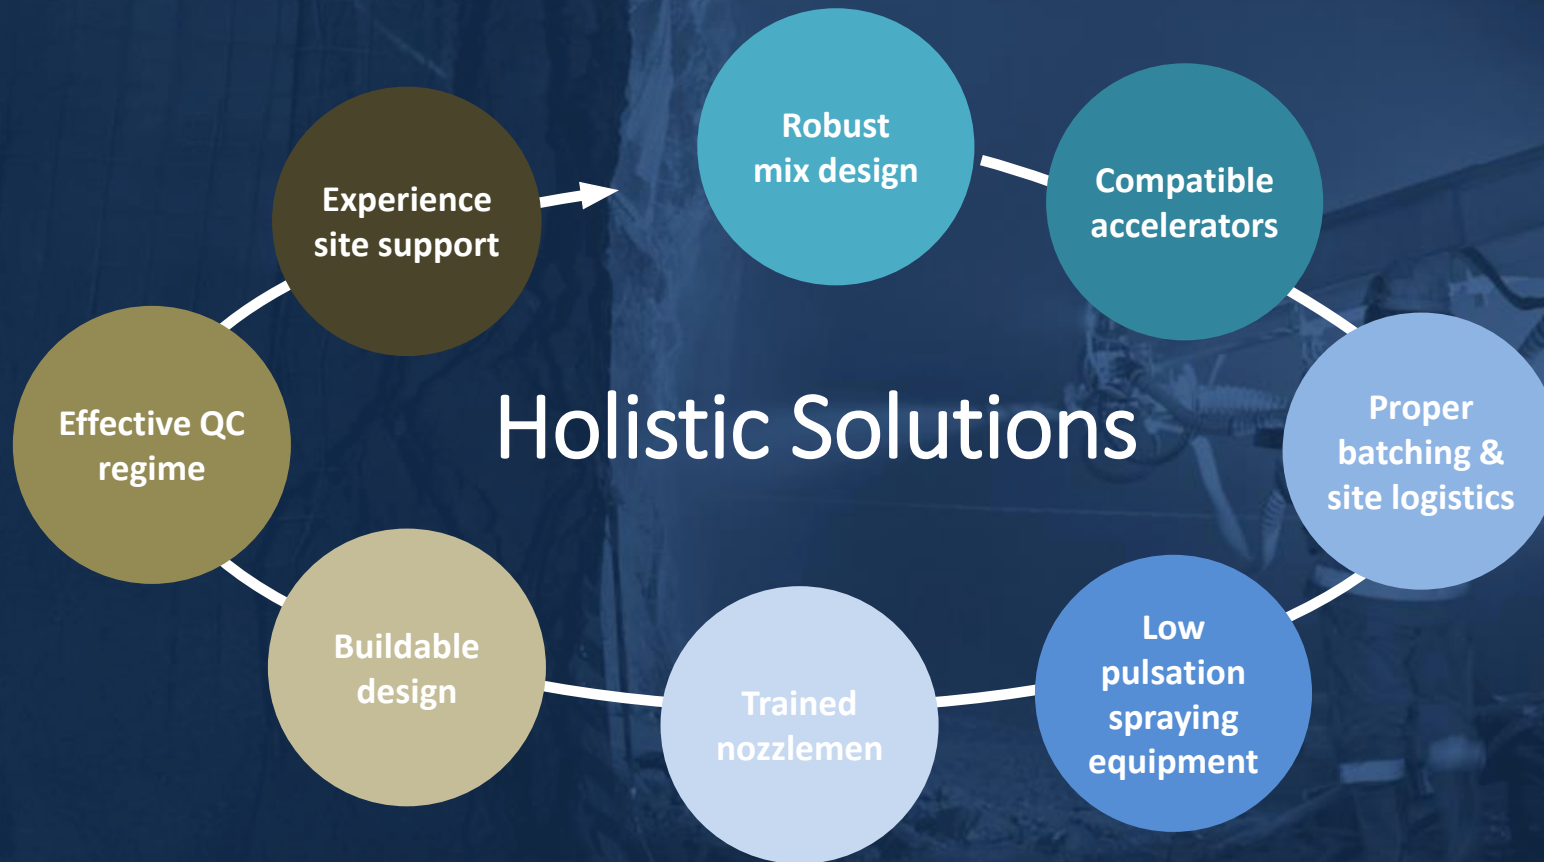 Robust
mix design
Compatible
accelerators
Proper
batching &
site logistics
Low
pulsation
spraying
equipment
Trained
nozzlemen
Buildable
design
Effective QC
regime
Experience
site support
Holistic Solutions